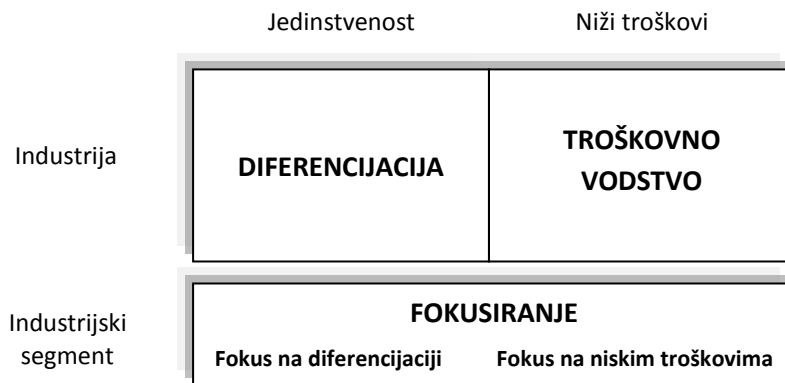 Jedinstvenost Niži troškovi
Industrija
DIFERENCIJACIJA
TROŠKOVNO
VODSTVO
Industrijski
segment
FOKUSIRANJE
Fokus na diferencijaciji Fokus na niskim troškovima